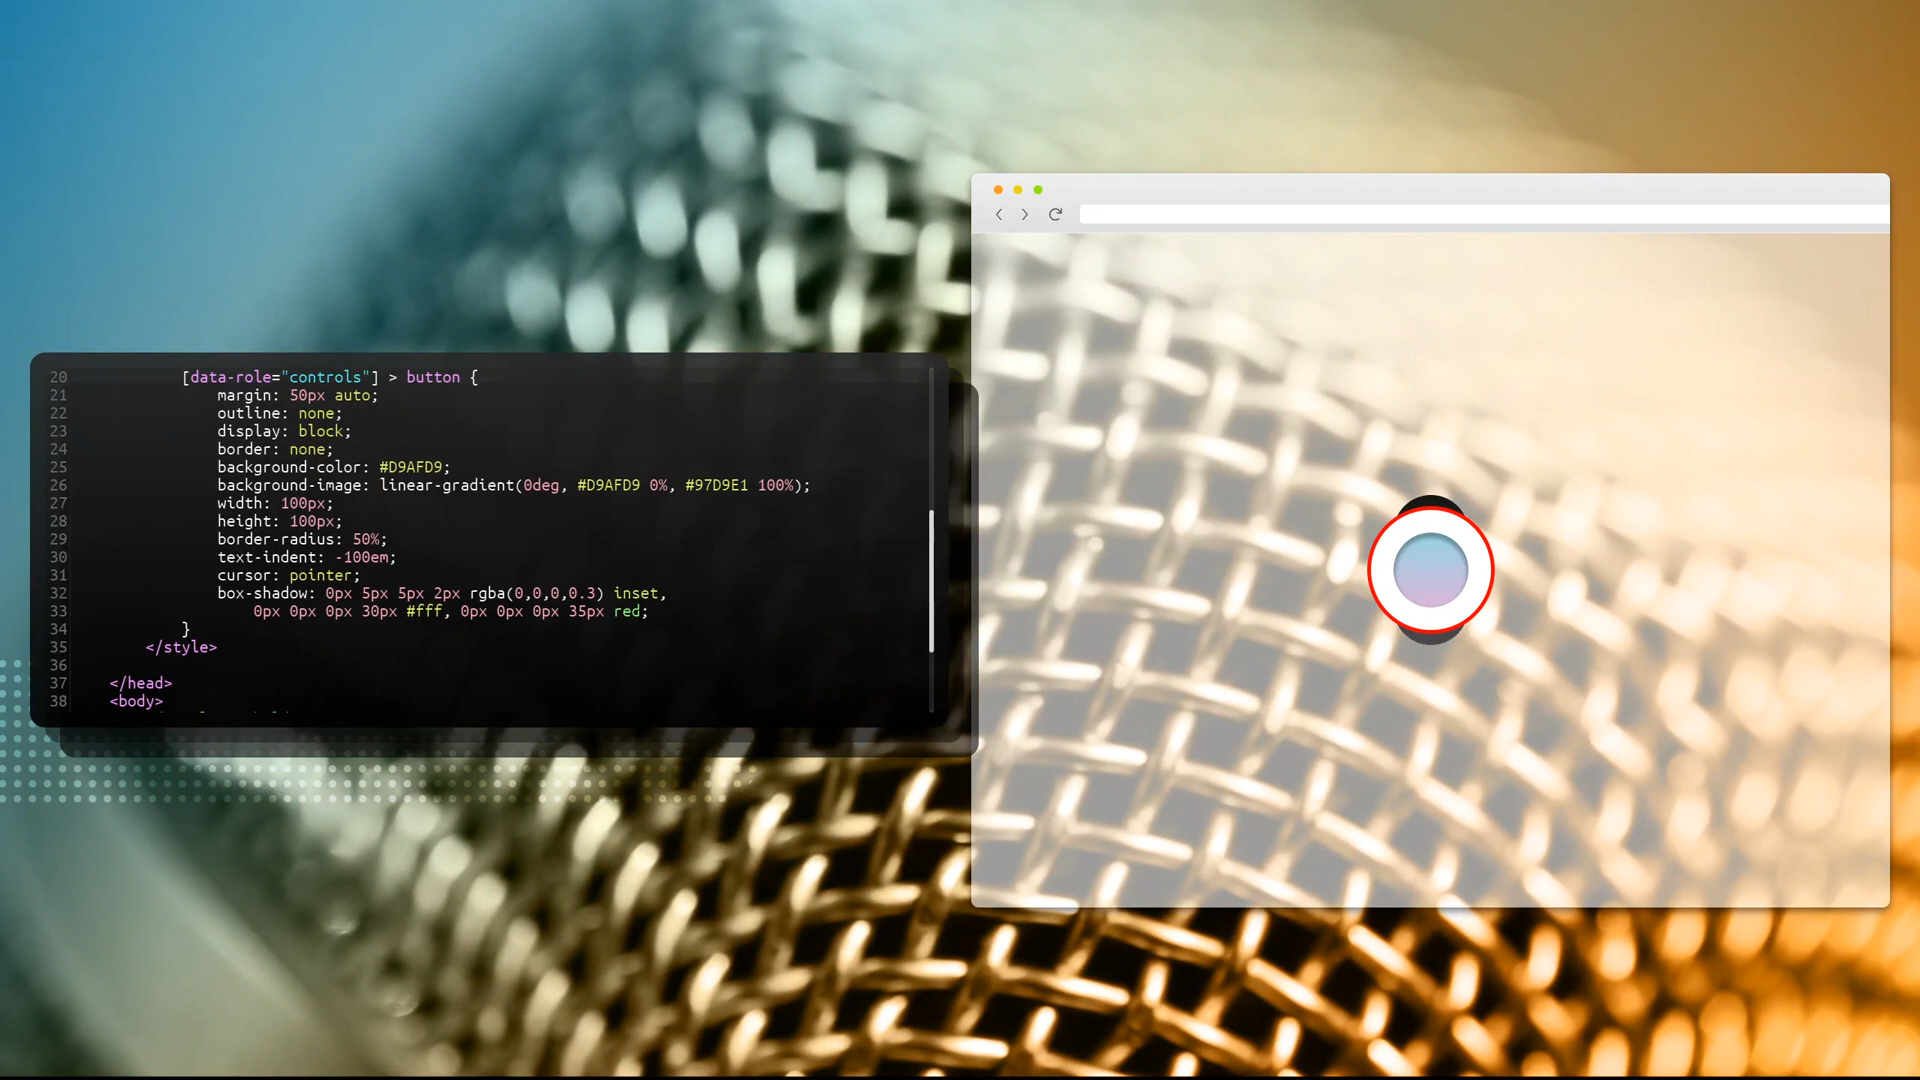 20 [data-role="controls"] > button {
21 margin: 50px auto;
22 outline: none;
23 display: block;
24 border: none;
25 background-color: #D9AFD9;
26 background-image: linear-gradient(0deg, #D9AFD9 0%, #97D9E1 100%);
27 width: 100px;
28 height: 100px;
29 border-radius: 50%;
30 text-indent: -100em;
31 cursor: pointer;
32 box-shadow: 0px 5px 5px 2px rgba(0,0,0,0.3) inset,
33 0px 0px 0px 30px #fff, 0px 0px 0px 35px red;
34 }
35 </style>
36
37 </head>
38 <body>